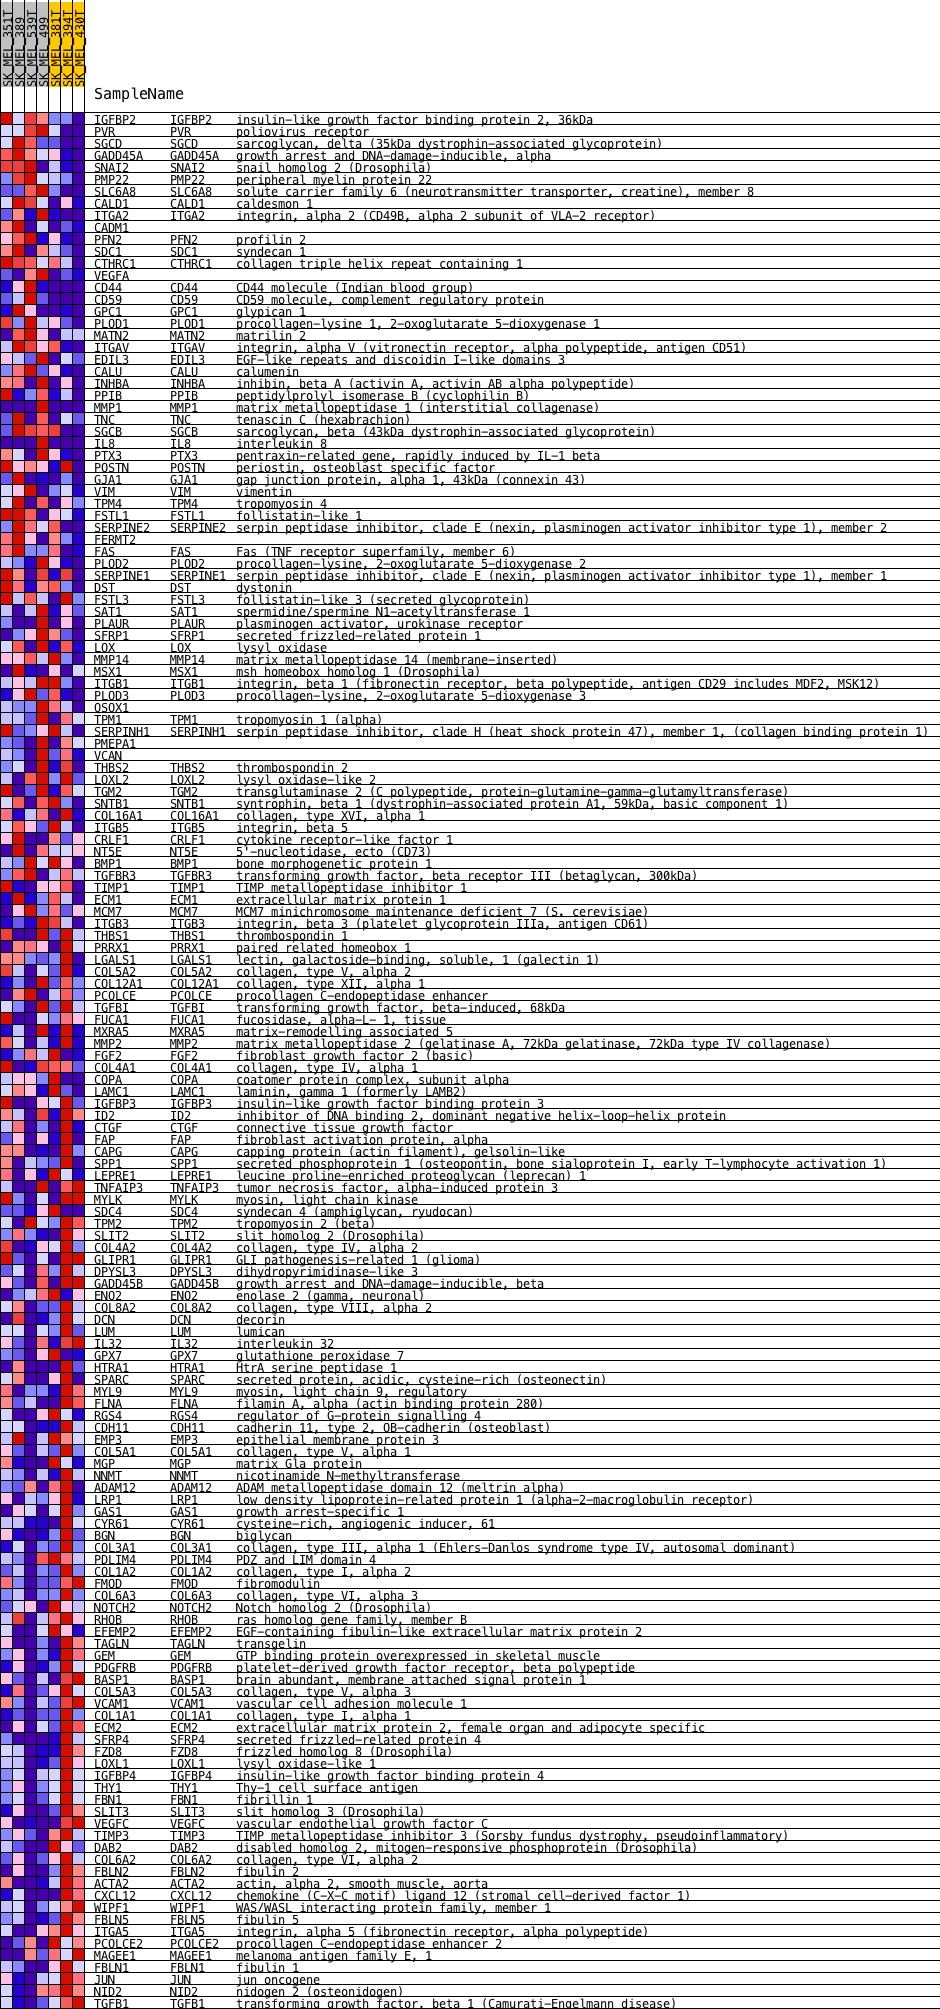 SK_MEL_351T
SK_MEL_389
SK_MEL_539T
SK_MEL_499
SK_MEL_381T
SK_MEL_394T
SK_MEL_430T
SampleName
IGFBP2 IGFBP2 insulin-like growth factor binding protein 2, 36kDa
PVR PVR poliovirus receptor
SGCD SGCD sarcoglycan, delta (35kDa dystrophin-associated glycoprotein)
GADD45A GADD45A growth arrest and DNA-damage-inducible, alpha
SNAI2 SNAI2 snail homolog 2 (Drosophila)
PMP22 PMP22 peripheral myelin protein 22
SLC6A8 SLC6A8 solute carrier family 6 (neurotransmitter transporter, creatine), member 8
CALD1 CALD1 caldesmon 1
ITGA2 ITGA2 integrin, alpha 2 (CD49B, alpha 2 subunit of VLA-2 receptor)
CADM1
PFN2 PFN2 profilin 2
SDC1 SDC1 syndecan 1
CTHRC1 CTHRC1 collagen triple helix repeat containing 1
VEGFA
CD44 CD44 CD44 molecule (Indian blood group)
CD59 CD59 CD59 molecule, complement regulatory protein
GPC1 GPC1 glypican 1
PLOD1 PLOD1 procollagen-lysine 1, 2-oxoglutarate 5-dioxygenase 1
MATN2 MATN2 matrilin 2
ITGAV ITGAV integrin, alpha V (vitronectin receptor, alpha polypeptide, antigen CD51)
EDIL3 EDIL3 EGF-like repeats and discoidin I-like domains 3
CALU CALU calumenin
INHBA INHBA inhibin, beta A (activin A, activin AB alpha polypeptide)
PPIB PPIB peptidylprolyl isomerase B (cyclophilin B)
MMP1 MMP1 matrix metallopeptidase 1 (interstitial collagenase)
TNC TNC tenascin C (hexabrachion)
SGCB SGCB sarcoglycan, beta (43kDa dystrophin-associated glycoprotein)
IL8 IL8 interleukin 8
PTX3 PTX3 pentraxin-related gene, rapidly induced by IL-1 beta
POSTN POSTN periostin, osteoblast specific factor
GJA1 GJA1 gap junction protein, alpha 1, 43kDa (connexin 43)
VIM VIM vimentin
TPM4 TPM4 tropomyosin 4
FSTL1 FSTL1 follistatin-like 1
SERPINE2 SERPINE2 serpin peptidase inhibitor, clade E (nexin, plasminogen activator inhibitor type 1), member 2
FERMT2
FAS FAS Fas (TNF receptor superfamily, member 6)
PLOD2 PLOD2 procollagen-lysine, 2-oxoglutarate 5-dioxygenase 2
SERPINE1 SERPINE1 serpin peptidase inhibitor, clade E (nexin, plasminogen activator inhibitor type 1), member 1
DST DST dystonin
FSTL3 FSTL3 follistatin-like 3 (secreted glycoprotein)
SAT1 SAT1 spermidine/spermine N1-acetyltransferase 1
PLAUR PLAUR plasminogen activator, urokinase receptor
SFRP1 SFRP1 secreted frizzled-related protein 1
LOX LOX lysyl oxidase
MMP14 MMP14 matrix metallopeptidase 14 (membrane-inserted)
MSX1 MSX1 msh homeobox homolog 1 (Drosophila)
ITGB1 ITGB1 integrin, beta 1 (fibronectin receptor, beta polypeptide, antigen CD29 includes MDF2, MSK12)
PLOD3 PLOD3 procollagen-lysine, 2-oxoglutarate 5-dioxygenase 3
QSOX1
TPM1 TPM1 tropomyosin 1 (alpha)
SERPINH1 SERPINH1 serpin peptidase inhibitor, clade H (heat shock protein 47), member 1, (collagen binding protein 1)
PMEPA1
VCAN
THBS2 THBS2 thrombospondin 2
LOXL2 LOXL2 lysyl oxidase-like 2
TGM2 TGM2 transglutaminase 2 (C polypeptide, protein-glutamine-gamma-glutamyltransferase)
SNTB1 SNTB1 syntrophin, beta 1 (dystrophin-associated protein A1, 59kDa, basic component 1)
COL16A1 COL16A1 collagen, type XVI, alpha 1
ITGB5 ITGB5 integrin, beta 5
CRLF1 CRLF1 cytokine receptor-like factor 1
NT5E NT5E 5'-nucleotidase, ecto (CD73)
BMP1 BMP1 bone morphogenetic protein 1
TGFBR3 TGFBR3 transforming growth factor, beta receptor III (betaglycan, 300kDa)
TIMP1 TIMP1 TIMP metallopeptidase inhibitor 1
ECM1 ECM1 extracellular matrix protein 1
MCM7 MCM7 MCM7 minichromosome maintenance deficient 7 (S. cerevisiae)
ITGB3 ITGB3 integrin, beta 3 (platelet glycoprotein IIIa, antigen CD61)
THBS1 THBS1 thrombospondin 1
PRRX1 PRRX1 paired related homeobox 1
LGALS1 LGALS1 lectin, galactoside-binding, soluble, 1 (galectin 1)
COL5A2 COL5A2 collagen, type V, alpha 2
COL12A1 COL12A1 collagen, type XII, alpha 1
PCOLCE PCOLCE procollagen C-endopeptidase enhancer
TGFBI TGFBI transforming growth factor, beta-induced, 68kDa
FUCA1 FUCA1 fucosidase, alpha-L- 1, tissue
MXRA5 MXRA5 matrix-remodelling associated 5
MMP2 MMP2 matrix metallopeptidase 2 (gelatinase A, 72kDa gelatinase, 72kDa type IV collagenase)
FGF2 FGF2 fibroblast growth factor 2 (basic)
COL4A1 COL4A1 collagen, type IV, alpha 1
COPA COPA coatomer protein complex, subunit alpha
LAMC1 LAMC1 laminin, gamma 1 (formerly LAMB2)
IGFBP3 IGFBP3 insulin-like growth factor binding protein 3
ID2 ID2 inhibitor of DNA binding 2, dominant negative helix-loop-helix protein
CTGF CTGF connective tissue growth factor
FAP FAP fibroblast activation protein, alpha
CAPG CAPG capping protein (actin filament), gelsolin-like
SPP1 SPP1 secreted phosphoprotein 1 (osteopontin, bone sialoprotein I, early T-lymphocyte activation 1)
LEPRE1 LEPRE1 leucine proline-enriched proteoglycan (leprecan) 1
TNFAIP3 TNFAIP3 tumor necrosis factor, alpha-induced protein 3
MYLK MYLK myosin, light chain kinase
SDC4 SDC4 syndecan 4 (amphiglycan, ryudocan)
TPM2 TPM2 tropomyosin 2 (beta)
SLIT2 SLIT2 slit homolog 2 (Drosophila)
COL4A2 COL4A2 collagen, type IV, alpha 2
GLIPR1 GLIPR1 GLI pathogenesis-related 1 (glioma)
DPYSL3 DPYSL3 dihydropyrimidinase-like 3
GADD45B GADD45B growth arrest and DNA-damage-inducible, beta
ENO2 ENO2 enolase 2 (gamma, neuronal)
COL8A2 COL8A2 collagen, type VIII, alpha 2
DCN DCN decorin
LUM LUM lumican
IL32 IL32 interleukin 32
GPX7 GPX7 glutathione peroxidase 7
HTRA1 HTRA1 HtrA serine peptidase 1
SPARC SPARC secreted protein, acidic, cysteine-rich (osteonectin)
MYL9 MYL9 myosin, light chain 9, regulatory
FLNA FLNA filamin A, alpha (actin binding protein 280)
RGS4 RGS4 regulator of G-protein signalling 4
CDH11 CDH11 cadherin 11, type 2, OB-cadherin (osteoblast)
EMP3 EMP3 epithelial membrane protein 3
COL5A1 COL5A1 collagen, type V, alpha 1
MGP MGP matrix Gla protein
NNMT NNMT nicotinamide N-methyltransferase
ADAM12 ADAM12 ADAM metallopeptidase domain 12 (meltrin alpha)
LRP1 LRP1 low density lipoprotein-related protein 1 (alpha-2-macroglobulin receptor)
GAS1 GAS1 growth arrest-specific 1
CYR61 CYR61 cysteine-rich, angiogenic inducer, 61
BGN BGN biglycan
COL3A1 COL3A1 collagen, type III, alpha 1 (Ehlers-Danlos syndrome type IV, autosomal dominant)
PDLIM4 PDLIM4 PDZ and LIM domain 4
COL1A2 COL1A2 collagen, type I, alpha 2
FMOD FMOD fibromodulin
COL6A3 COL6A3 collagen, type VI, alpha 3
NOTCH2 NOTCH2 Notch homolog 2 (Drosophila)
RHOB RHOB ras homolog gene family, member B
EFEMP2 EFEMP2 EGF-containing fibulin-like extracellular matrix protein 2
TAGLN TAGLN transgelin
GEM GEM GTP binding protein overexpressed in skeletal muscle
PDGFRB PDGFRB platelet-derived growth factor receptor, beta polypeptide
BASP1 BASP1 brain abundant, membrane attached signal protein 1
COL5A3 COL5A3 collagen, type V, alpha 3
VCAM1 VCAM1 vascular cell adhesion molecule 1
COL1A1 COL1A1 collagen, type I, alpha 1
ECM2 ECM2 extracellular matrix protein 2, female organ and adipocyte specific
SFRP4 SFRP4 secreted frizzled-related protein 4
FZD8 FZD8 frizzled homolog 8 (Drosophila)
LOXL1 LOXL1 lysyl oxidase-like 1
IGFBP4 IGFBP4 insulin-like growth factor binding protein 4
THY1 THY1 Thy-1 cell surface antigen
FBN1 FBN1 fibrillin 1
SLIT3 SLIT3 slit homolog 3 (Drosophila)
VEGFC VEGFC vascular endothelial growth factor C
TIMP3 TIMP3 TIMP metallopeptidase inhibitor 3 (Sorsby fundus dystrophy, pseudoinflammatory)
DAB2 DAB2 disabled homolog 2, mitogen-responsive phosphoprotein (Drosophila)
COL6A2 COL6A2 collagen, type VI, alpha 2
FBLN2 FBLN2 fibulin 2
ACTA2 ACTA2 actin, alpha 2, smooth muscle, aorta
CXCL12 CXCL12 chemokine (C-X-C motif) ligand 12 (stromal cell-derived factor 1)
WIPF1 WIPF1 WAS/WASL interacting protein family, member 1
FBLN5 FBLN5 fibulin 5
ITGA5 ITGA5 integrin, alpha 5 (fibronectin receptor, alpha polypeptide)
PCOLCE2 PCOLCE2 procollagen C-endopeptidase enhancer 2
MAGEE1 MAGEE1 melanoma antigen family E, 1
FBLN1 FBLN1 fibulin 1
JUN JUN jun oncogene
NID2 NID2 nidogen 2 (osteonidogen)
TGFB1 TGFB1 transforming growth factor, beta 1 (Camurati-Engelmann disease)